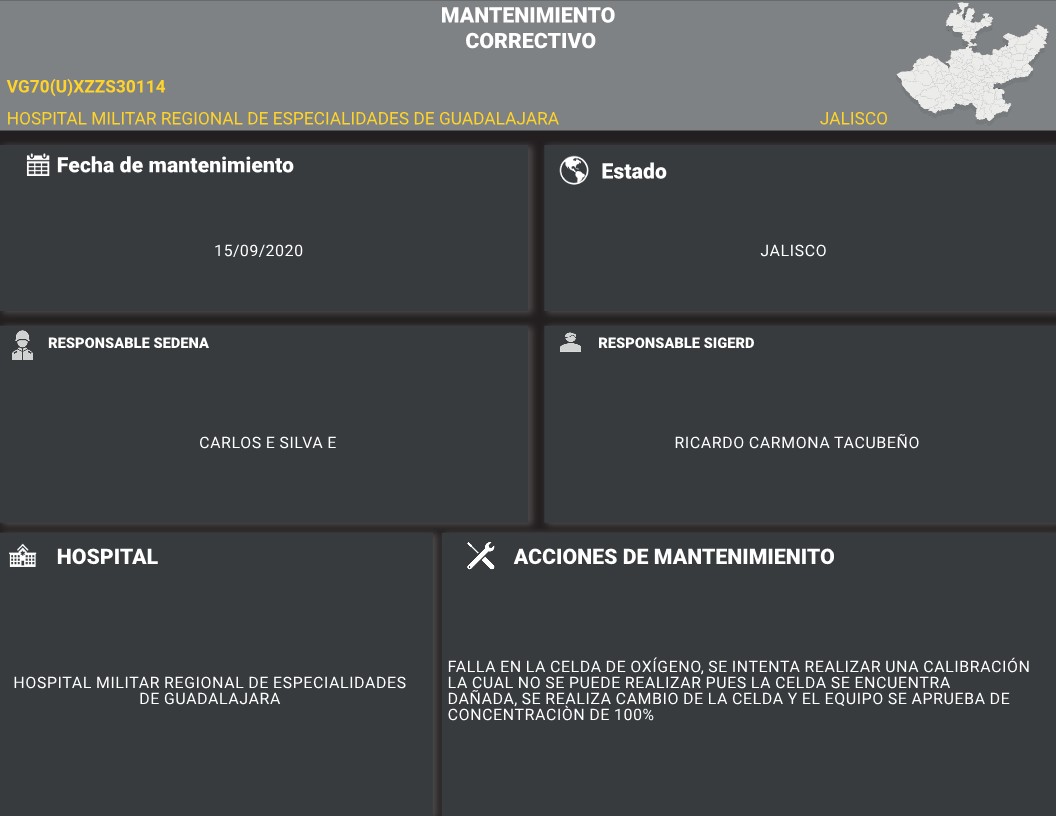 MANTENIMIENTO
CORRECTIVO
VG70(U)XZZS30114
HOSPITAL MILITAR REGIONAL DE ESPECIALIDADES DE GUADALAJARA
JALISCO
Fecha de mantenimiento
15/09/2020
Estado
JALISCO
RESPONSABLE SEDENA
CARLOS E SILVA E
RESPONSABLE SIGERD
RICARDO CARMONA TACUBEÑO
HOSPITAL
HOSPITAL MILITAR REGIONAL DE ESPECIALIDADES
DE GUADALAJARA
ACCIONES DE MANTENIMIENITO
FALLA EN LA CELDA DE OXÍGENO, SE INTENTA REALIZAR UNA CALIBRACIÓN
LA CUAL NO SE PUEDE REALIZAR PUES LA CELDA SE ENCUENTRA
DAÑADA, SE REALIZA CAMBIO DE LA CELDA Y EL EQUIPO SE APRUEBA DE
CONCENTRACIÒN DE 100%